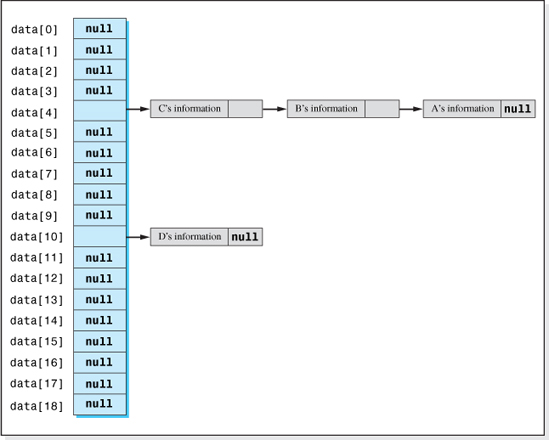 data[0] null
data[1] null
data[2] null
data[3] null
data[4] C's information B's information A's information null
data[5] null
data[6] null
data[7] null
data[8] null
data[9] null
data[10] D's information null
data[11] null
data[12] null
data[13] null
data[14] null
data[15] null
data[16] null
data[17] null
data[18] null